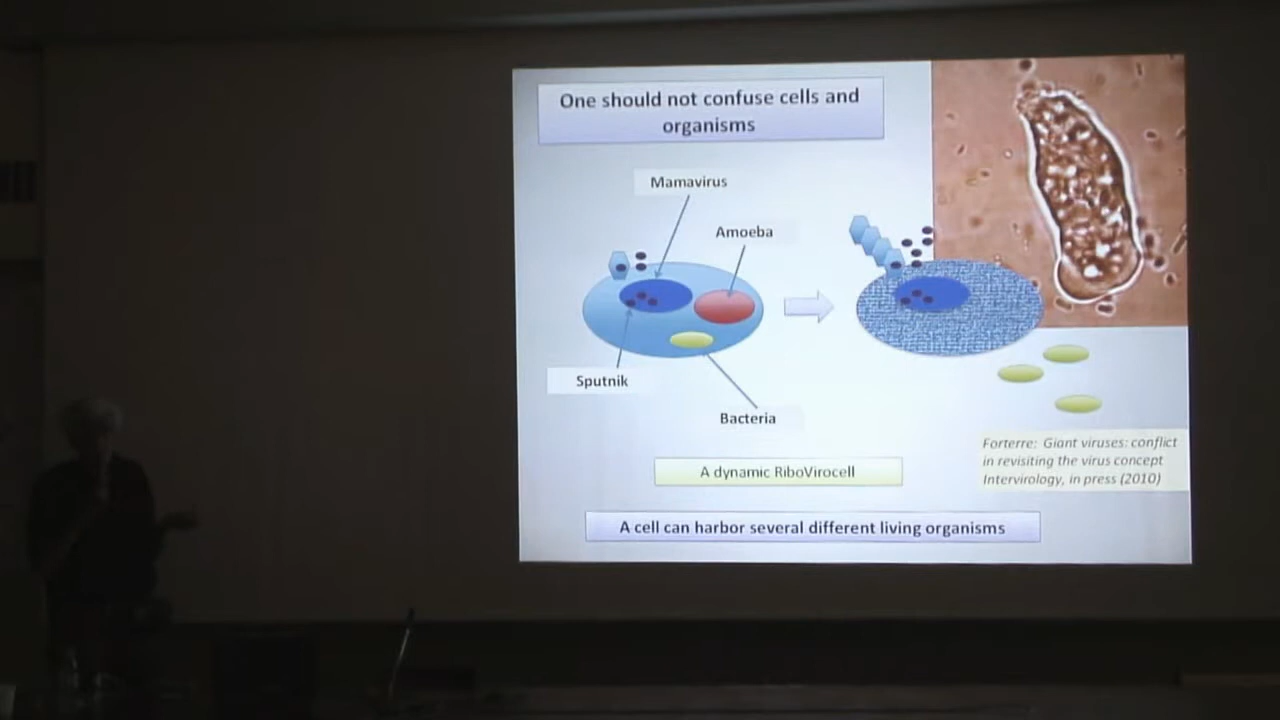 One should not confuse cells and
organisms
Mamavirus
Amoeba
Sputnik
Bacteria
Forterre: Giant viruses: conflict
in revisiting the virus concept
Intervirology, in press (2010)
A dynamic RiboVirocell
A cell can harbor several different living organisms